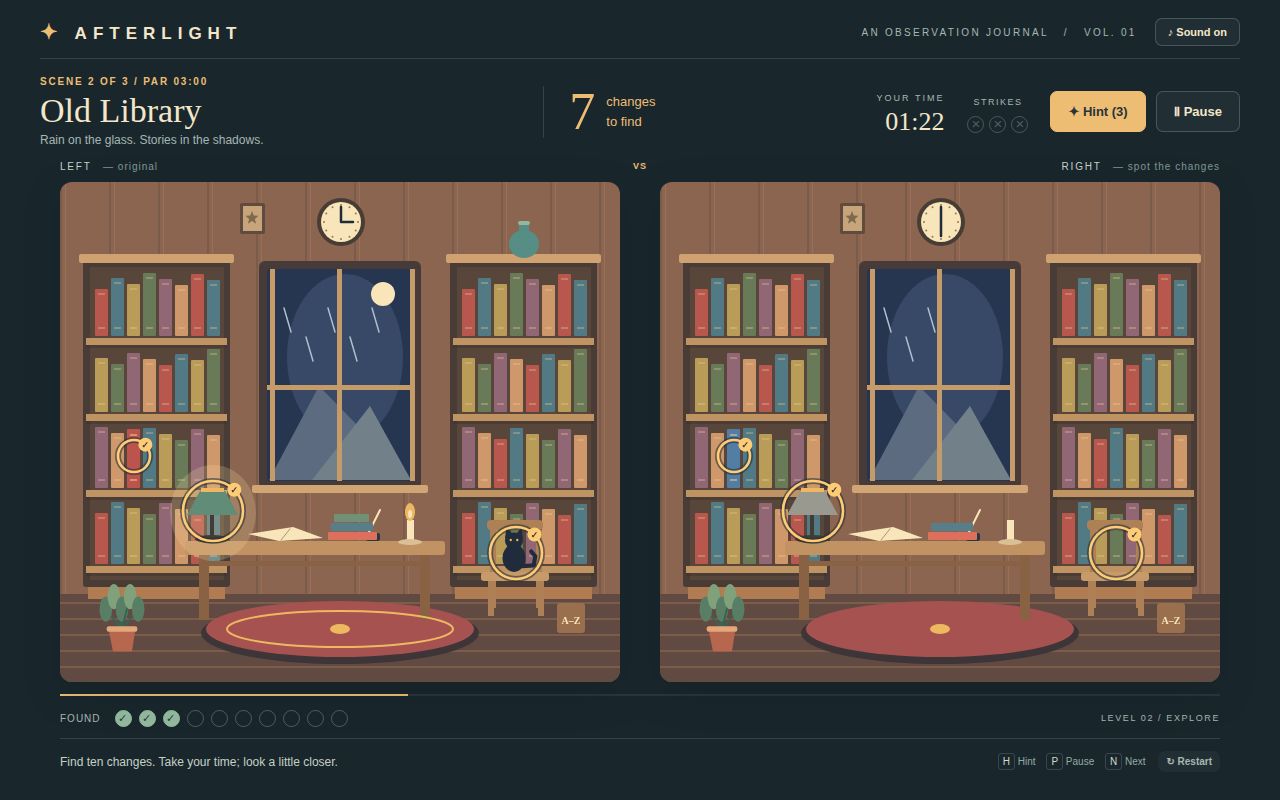 ✦ AFTERLIGHT
AN OBSERVATION JOURNAL / VOL. 01
♪ Sound on
SCENE 2 OF 3 / PAR 03:00
Old Library
Rain on the glass. Stories in the shadows.
7 changes
to find
YOUR TIME
01:22
STRIKES
✦ Hint (3)
Ⅱ Pause
LEFT — original
VS
RIGHT — spot the changes
A–Z
A–Z
FOUND
LEVEL 02 / EXPLORE
Find ten changes. Take your time; look a little closer.
H Hint P Pause N Next ↻ Restart